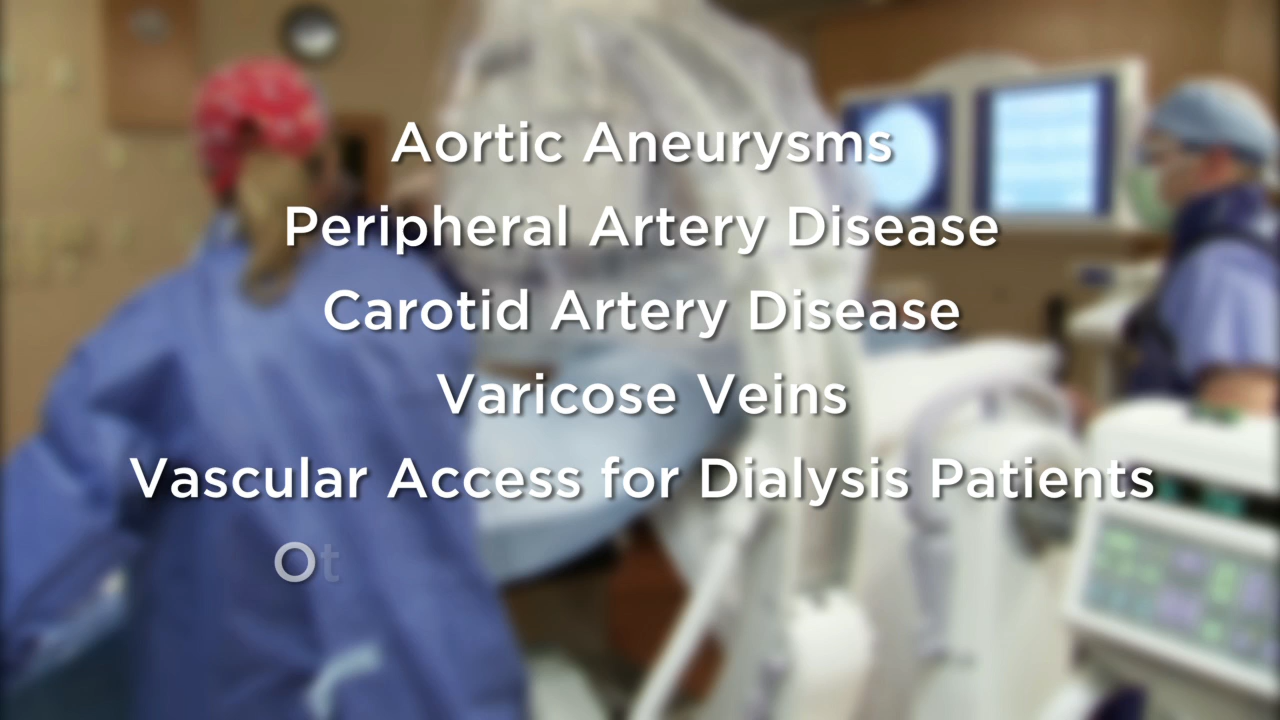 Aortic Aneurysms
Peripheral Artery Disease
Carotid Artery Disease
Varicose Veins
Vascular Access for Dialysis Patients
Ot